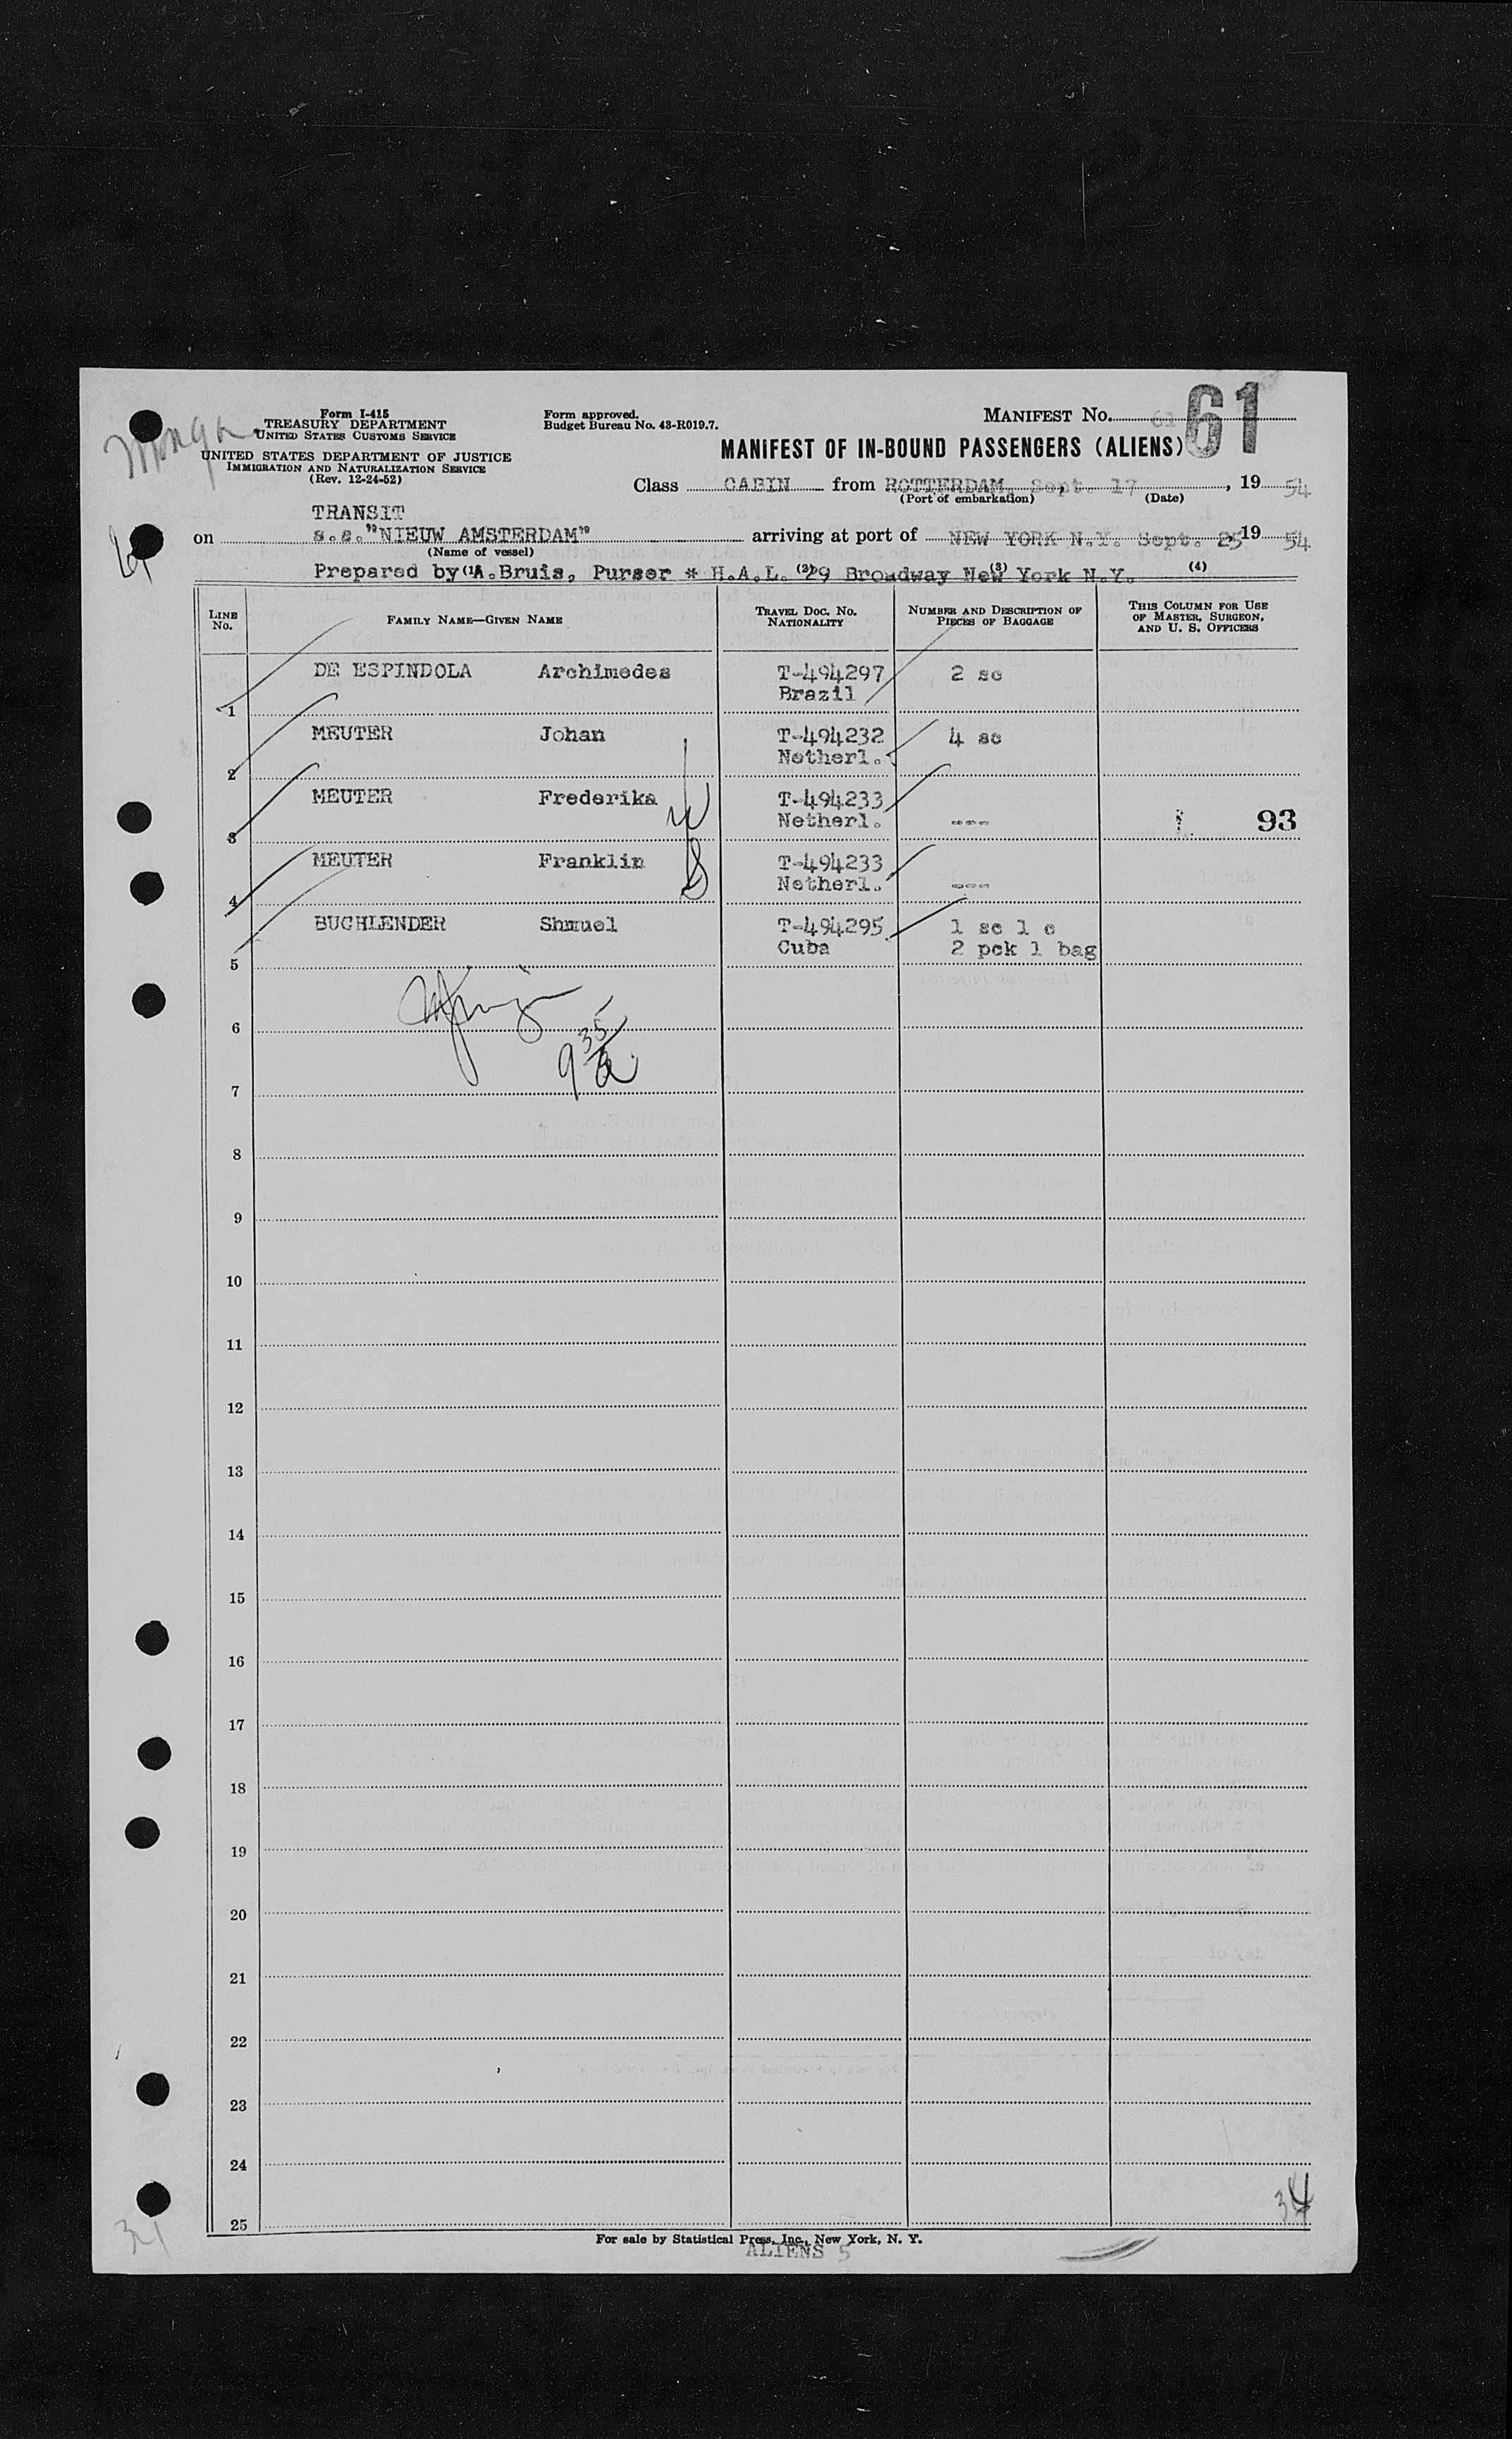 Form I-415
TREASURY DEPARTMENT
UNITED STATES CUSTOMS SERVICE
UNITED STATES DEPARTMENT OF JUSTICE
IMMIGRATION AND NATURALIZATION SERVICE
(Rev. 12-24-52)
Form approved.
Budget Bureau No. 43-R019.7.
MANIFEST No. 61 61
MANIFEST OF IN-BOUND PASSENGERS (ALIENS)
Class CABIN from ROTTERDAM, Sept. 17, 1954
(Port of embarkation) (Date)
TRANSIT
on s.s."NIEUW AMSTERDAM" arriving at port of NEW YORK N.Y. Sept. 25 1954
(Name of vessel)
Prepared by (1) A.Bruis, Purser * H.A.L. (2) 29 Broadway New (3) York N.Y. (4)
LINE No. FAMILY NAME—GIVEN NAME TRAVEL DOC. NO. NATIONALITY NUMBER AND DESCRIPTION OF PIECES OF BAGGAGE THIS COLUMN FOR USE OF MASTER, SURGEON, AND U. S. OFFICERS
DE ESPINDOLA Archimedes T-494297 2 sc
1 Brazil
MEUTER Johan T-494232 4 sc
2 Netherl.
MEUTER Frederika T-494233
3 Netherl. --- 93
MEUTER Franklin T-494233
4 Netherl. ---
BUCHLENDER Shmuel T-494295 1 sc 1 c
5 Cuba 2 pck 1 bag
6
9 35
7
8
9
10
11
12
13
14
15
16
17
18
19
20
21
22
23
24
34
25
34
For sale by Statistical Press, Inc., New York, N. Y.
ALIENS 5